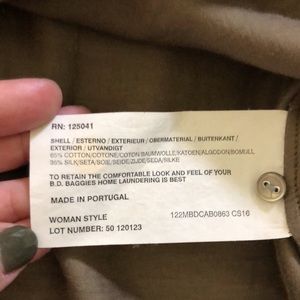 RN: 125041
SHELL / ESTERNO / EXTERIEUR / OBERMATERIAL / BUITENKANT /
EXTERIOR / UTVANDIGT
65% COTTON/COTONE/COTON/BAUMWOLLE/KATOEN/ALGODON/BOMULL
35% SILK/SETA/SOIE/SEIDE/ZIJDE/SEDA/SILKE
TO RETAIN THE COMFORTABLE LOOK AND FEEL OF YOUR
B.D. BAGGIES HOME LAUNDERING IS BEST
MADE IN PORTUGAL
WOMAN STYLE 122MBDCAB0863 CS16
LOT NUMBER: 50 120123